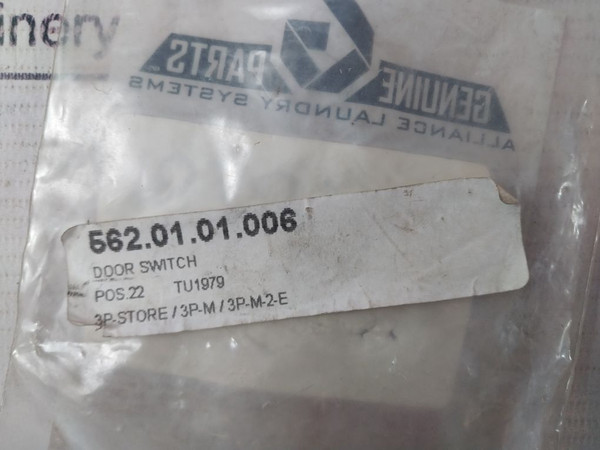 inery
GENUINE PARTS
ALLIANCE LAUNDRY SYSTEMS
562.01.01.006
DOOR SWITCH
POS.22 TU1979
3P-STORE / 3P-M / 3P-M-2-E